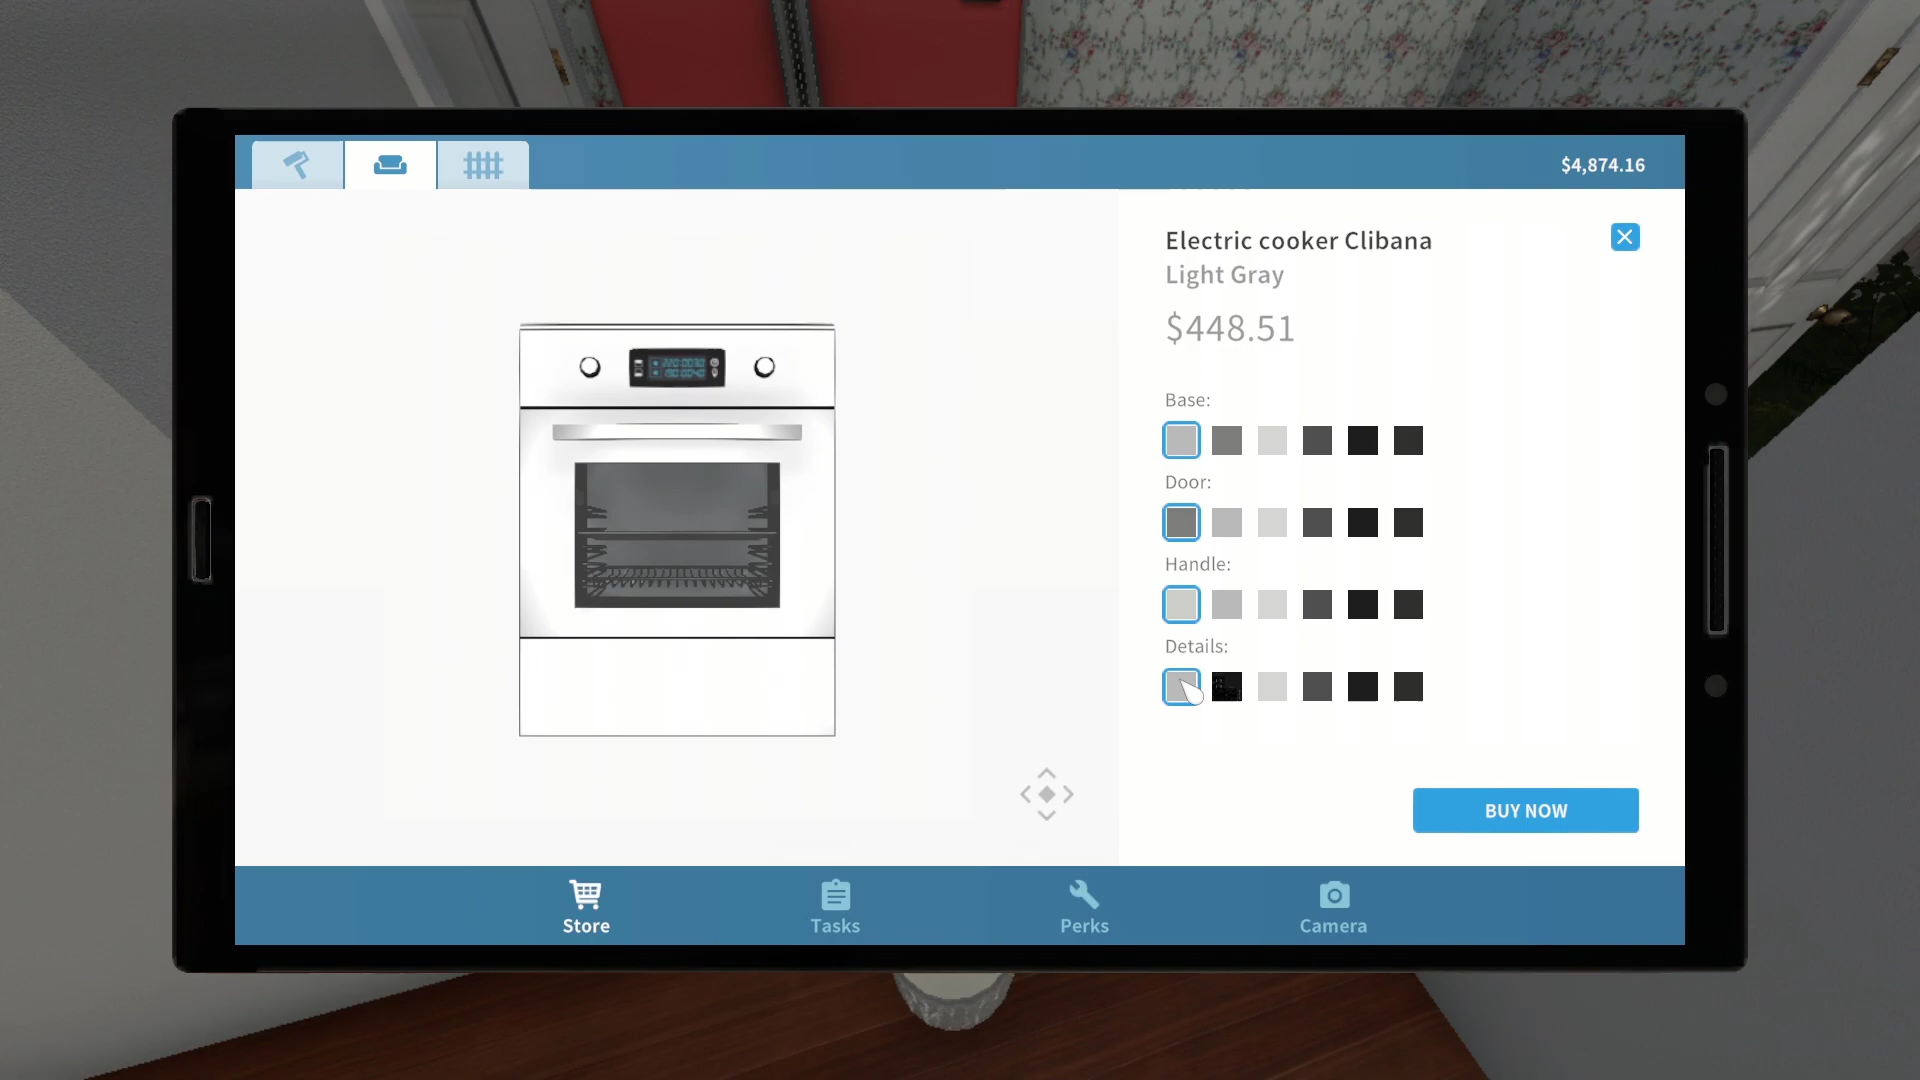 $4,874.16
Electric cooker Clibana
Light Gray
$448.51
Base:
Door:
Handle:
Details:
BUY NOW
Store
Tasks
Perks
Camera